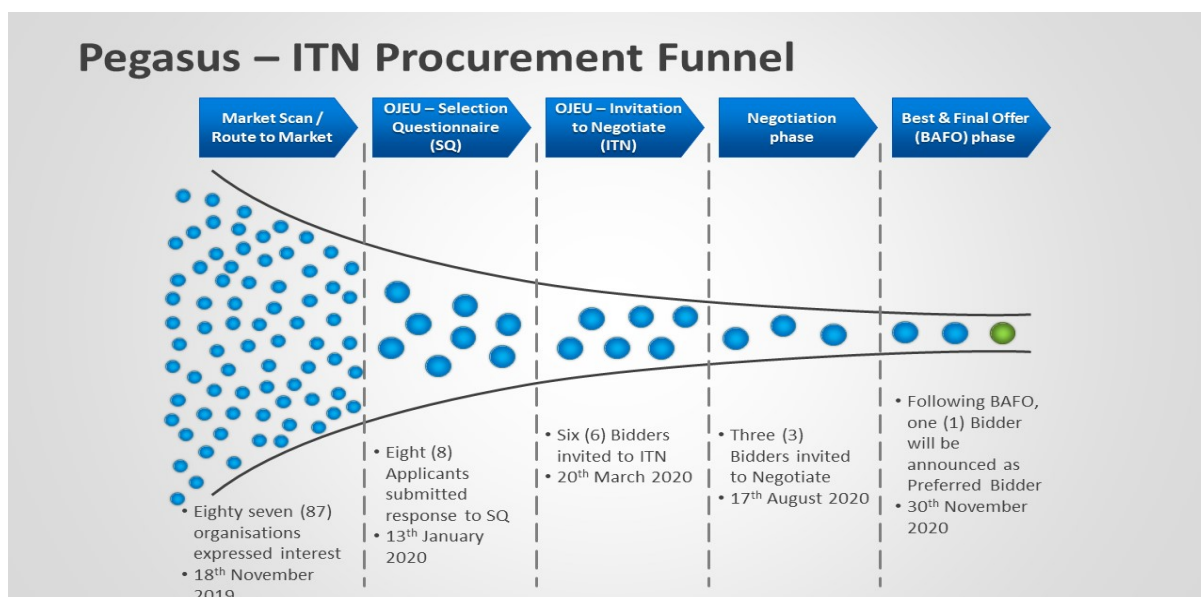 Pegasus – ITN Procurement Funnel
Market Scan /
Route to Market
OJEU – Selection
Questionnaire
(SQ)
OJEU – Invitation
to Negotiate
(ITN)
Negotiation
phase
Best & Final Offer
(BAFO) phase
• Eighty seven (87)
organisations
expressed interest
• 18th November
2019
• Eight (8)
Applicants
submitted
response to SQ
• 13th January
2020
• Six (6) Bidders
invited to ITN
• 20th March 2020
• Three (3)
Bidders invited
to Negotiate
• 17th August 2020
• Following BAFO,
one (1) Bidder
will be
announced as
Preferred Bidder
• 30th November
2020